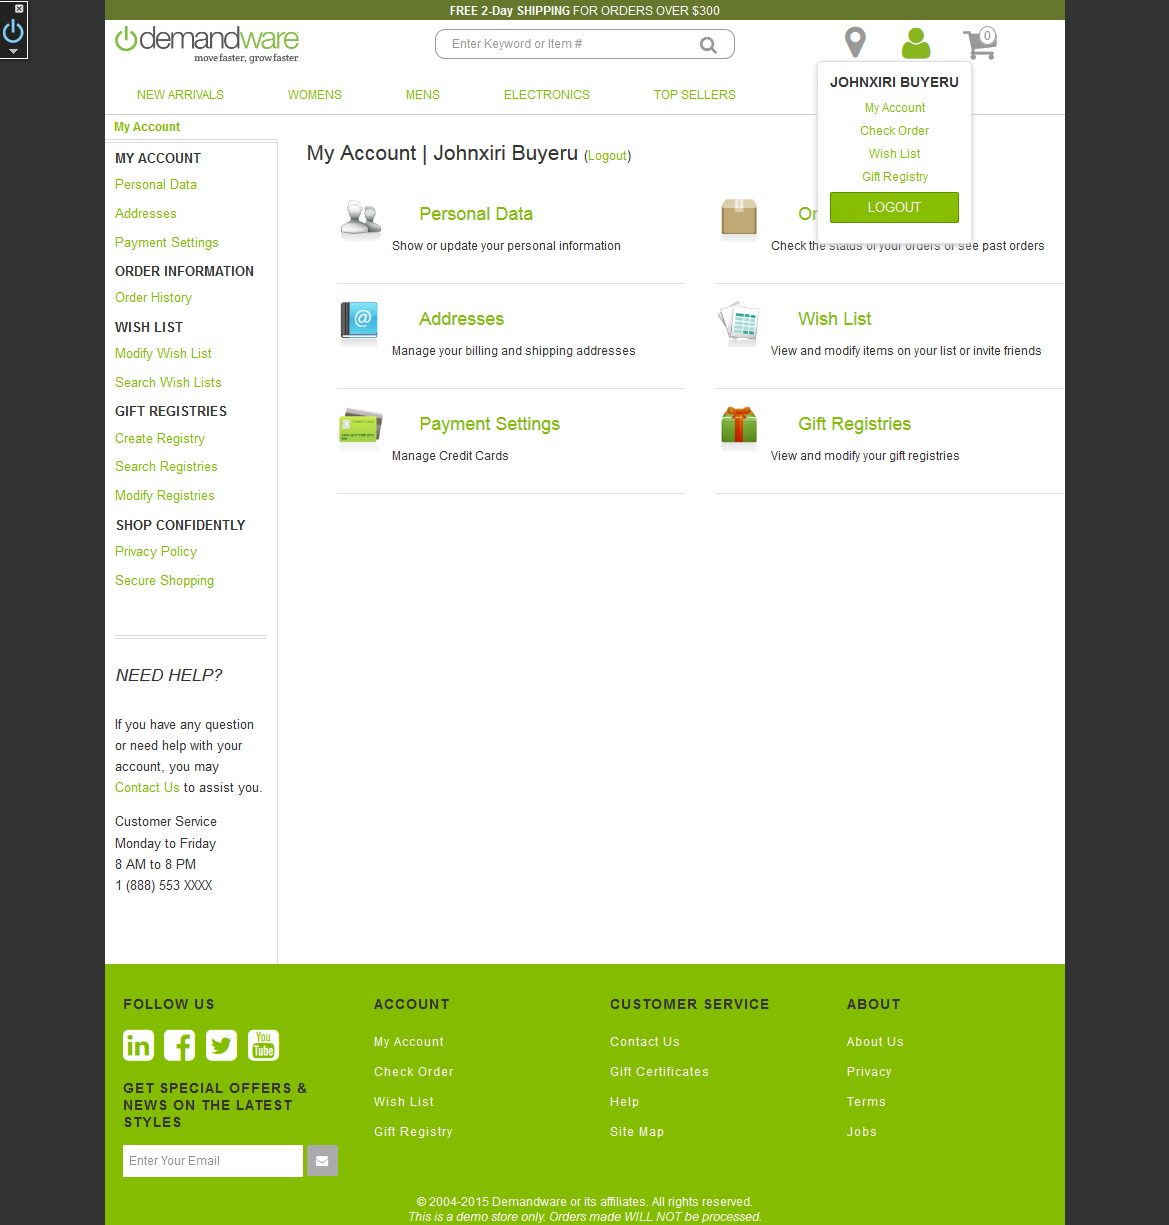 FREE 2-Day SHIPPING FOR ORDERS OVER $300
demandware
move faster, grow faster
Enter Keyword or Item #
0
NEW ARRIVALS
WOMENS
MENS
ELECTRONICS
TOP SELLERS
JOHNXIRI BUYERU
My Account
Check Order
Wish List
Gift Registry
LOGOUT
My Account
MY ACCOUNT
Personal Data
Addresses
Payment Settings
ORDER INFORMATION
Order History
WISH LIST
Modify Wish List
Search Wish Lists
GIFT REGISTRIES
Create Registry
Search Registries
Modify Registries
SHOP CONFIDENTLY
Privacy Policy
Secure Shopping
NEED HELP?
If you have any question
or need help with your
account, you may
Contact Us to assist you.
Customer Service
Monday to Friday
8 AM to 8 PM
1 (888) 553 XXXX
My Account | Johnxiri Buyeru (Logout)
Personal Data
Show or update your personal information
Check the status of your orders or see past orders
Addresses
Manage your billing and shipping addresses
Wish List
View and modify items on your list or invite friends
Payment Settings
Manage Credit Cards
Gift Registries
View and modify your gift registries
FOLLOW US
in
f
You
Tube
GET SPECIAL OFFERS &
NEWS ON THE LATEST
STYLES
Enter Your Email
ACCOUNT
My Account
Check Order
Wish List
Gift Registry
CUSTOMER SERVICE
Contact Us
Gift Certificates
Help
Site Map
ABOUT
About Us
Privacy
Terms
Jobs
© 2004-2015 Demandware or its affiliates. All rights reserved.
This is a demo store only. Orders made WILL NOT be processed.